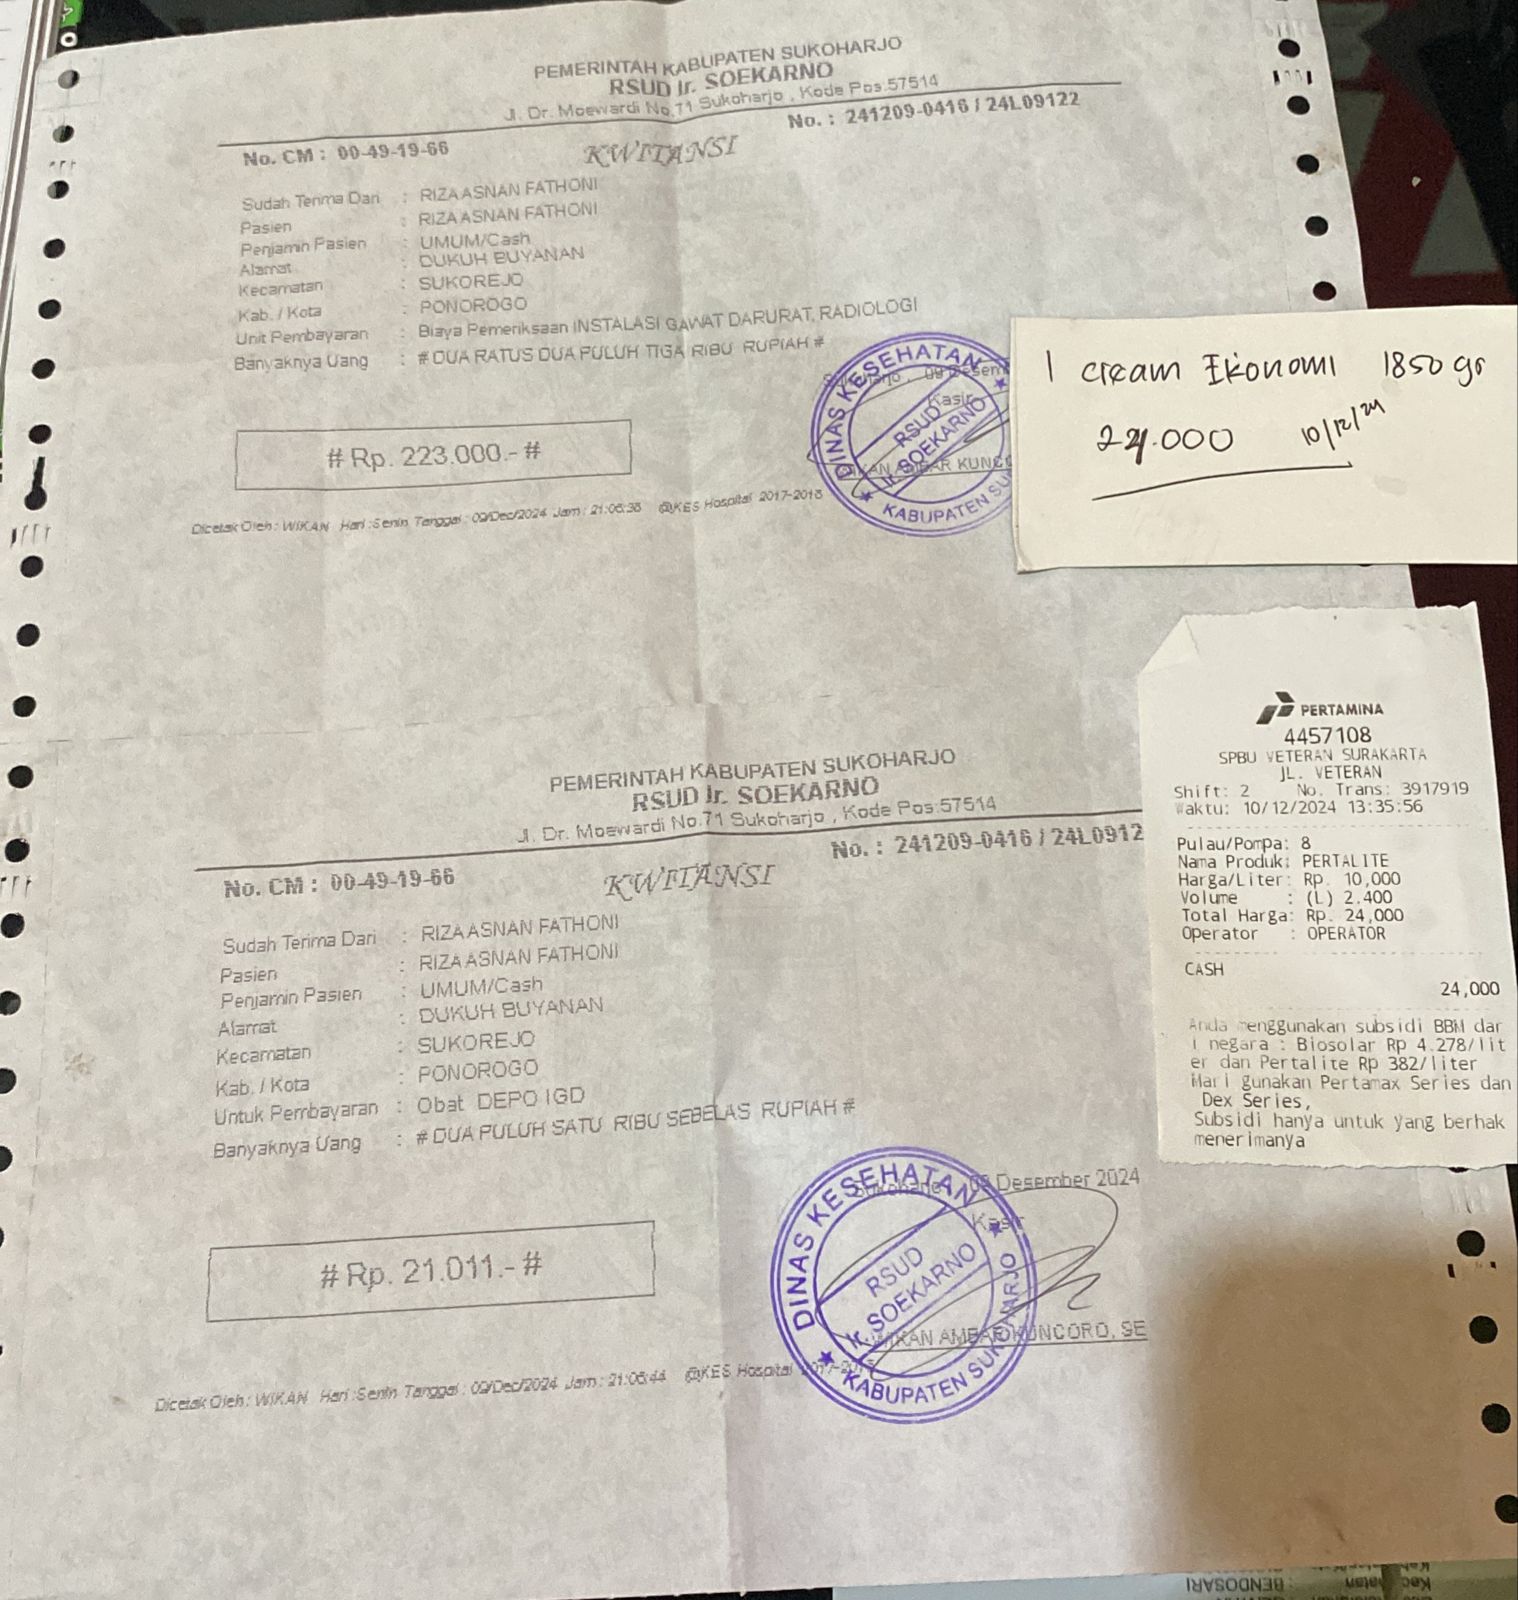 PEMERINTAH KABUPATEN SUKOHARJO
RSUD Ir. SOEKARNO
Jl. Dr. Moewardi No.71 Sukoharjo , Kode Pos.57514
No. : 241209-0416 / 24L09122
No. CM : 00-49-19-66
KWITANSI
Sudah Terima Dari : RIZA ASNAN FATHONI
Pasien : RIZA ASNAN FATHONI
Penjamin Pasien : UMUM/Cash
Alamat : DUKUH BUYANAN
Kecamatan : SUKOREJO
Kab. / Kota : PONOROGO
Unit Pembayaran : Biaya Pemeriksaan INSTALASI GAWAT DARURAT, RADIOLOGI
Banyaknya Uang : # DUA RATUS DUA PULUH TIGA RIBU RUPIAH #
Kasir
# Rp. 223.000.- #
DINAS KESEHATAN
RSUD
Ir. SOEKARNO
Dicetak Oleh : WIKAN Hari :Senin Tanggal : 09/Dec/2024 Jam : 21:06:38 @KES Hospital 2017-2018
1 cream Ekonomi 1850 gr
10/12/24
PEMERINTAH KABUPATEN SUKOHARJO
RSUD Ir. SOEKARNO
Jl. Dr. Moewardi No.71 Sukoharjo , Kode Pos.57514
No. : 241209-0416 / 24L0912
No. CM : 00-49-19-66
KWITANSI
Sudah Terima Dari : RIZA ASNAN FATHONI
Pasien : RIZA ASNAN FATHONI
Penjamin Pasien : UMUM/Cash
Alamat : DUKUH BUYANAN
Kecamatan : SUKOREJO
Kab. / Kota : PONOROGO
Untuk Pembayaran : Obat DEPO IGD
Banyaknya Uang : # DUA PULUH SATU RIBU SEBELAS RUPIAH #
Desember 2024
Kasir
# Rp. 21.011.- #
DINAS KESEHATAN
RSUD
Ir. SOEKARNO
KABUPATEN SUKOHARJO
WIKAN AMBAR KUNCORO, SE
Dicetak Oleh : WIKAN Hari :Senin Tanggal : 09/Dec/2024 Jam : 21:06:44 @KES Hospital
PERTAMINA
4457108
SPBU VETERAN SURAKARTA
JL. VETERAN
Shift: 2 No. Trans: 3917919
Waktu: 10/12/2024 13:35:56
Pulau/Pompa: 8
Nama Produk: PERTALITE
Harga/Liter: Rp. 10,000
Volume : (L) 2.400
Total Harga: Rp. 24,000
Operator : OPERATOR
CASH
24,000
Anda menggunakan subsidi BBM dar
i negara : Biosolar Rp 4.278/lit
er dan Pertalite Rp 382/liter
Mari gunakan Pertamax Series dan
Dex Series,
Subsidi hanya untuk yang berhak
menerimanya
: BENDOSARI